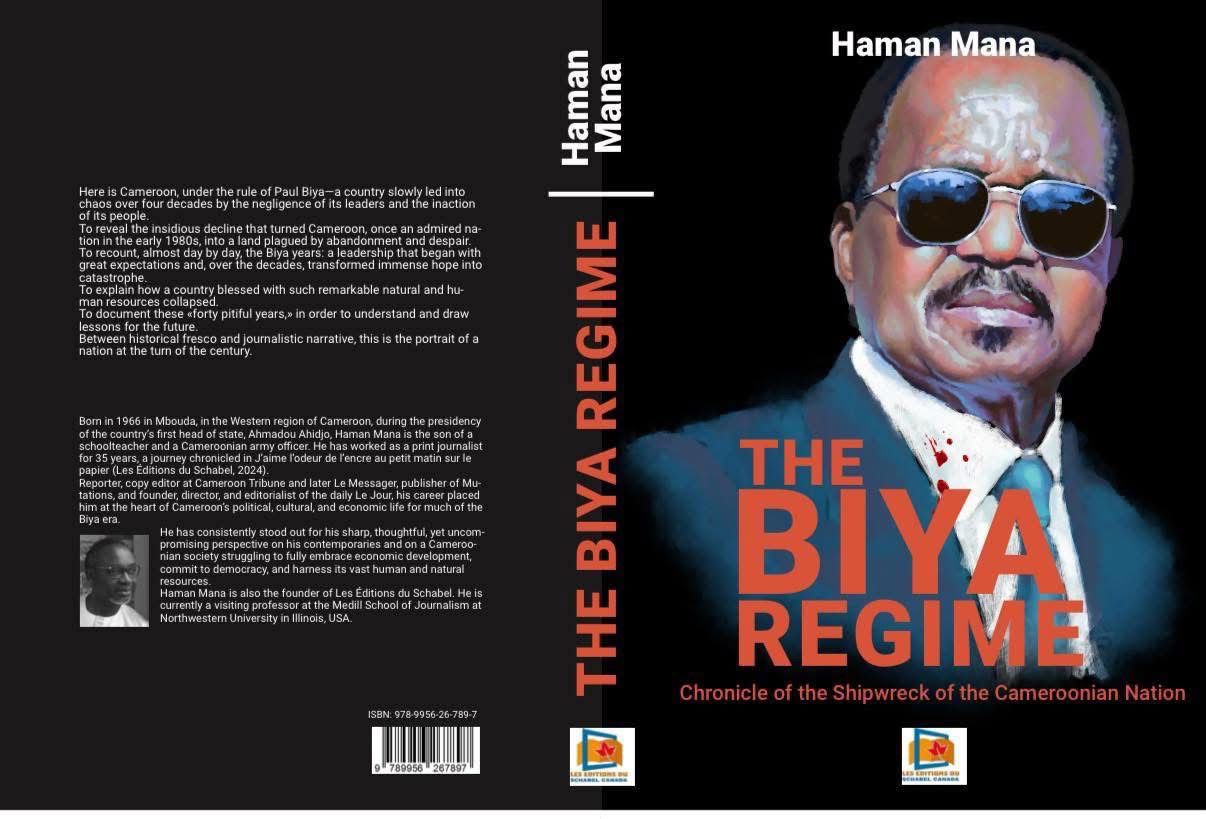 Here is Cameroon, under the rule of Paul Biya—a country slowly led into
chaos over four decades by the negligence of its leaders and the inaction
of its people.
To reveal the insidious decline that turned Cameroon, once an admired na-
tion in the early 1980s, into a land plagued by abandonment and despair.
To recount, almost day by day, the Biya years: a leadership that began with
great expectations and, over the decades, transformed immense hope into
catastrophe.
To explain how a country blessed with such remarkable natural and hu-
man resources collapsed.
To document these «forty pitiful years,» in order to understand and draw
lessons for the future.
Between historical fresco and journalistic narrative, this is the portrait of a
nation at the turn of the century.
Born in 1966 in Mbouda, in the Western region of Cameroon, during the presidency
of the country's first head of state, Ahmadou Ahidjo, Haman Mana is the son of a
schoolteacher and a Cameroonian army officer. He has worked as a print journalist
for 35 years, a journey chronicled in J'aime l'odeur de l'encre au petit matin sur le
papier (Les Éditions du Schabel, 2024).
Reporter, copy editor at Cameroon Tribune and later Le Messager, publisher of Mu-
tations, and founder, director, and editorialist of the daily Le Jour, his career placed
him at the heart of Cameroon's political, cultural, and economic life for much of the
Biya era.
He has consistently stood out for his sharp, thoughtful, yet uncom-
promising perspective on his contemporaries and on a Cameroo-
nian society struggling to fully embrace economic development,
commit to democracy, and harness its vast human and natural
resources.
Haman Mana is also the founder of Les Éditions du Schabel. He is
currently a visiting professor at the Medill School of Journalism at
Northwestern University in Illinois, USA.
ISBN: 978-9956-26-789-7
9 789956 267897
Haman
Mana
THE BIYA REGIME
LES EDITIONS DU
SCHABEL CANADA
Haman Mana
THE
BIYA
REGIME
Chronicle of the Shipwreck of the Cameroonian Nation
LES EDITIONS DU
SCHABEL CANADA